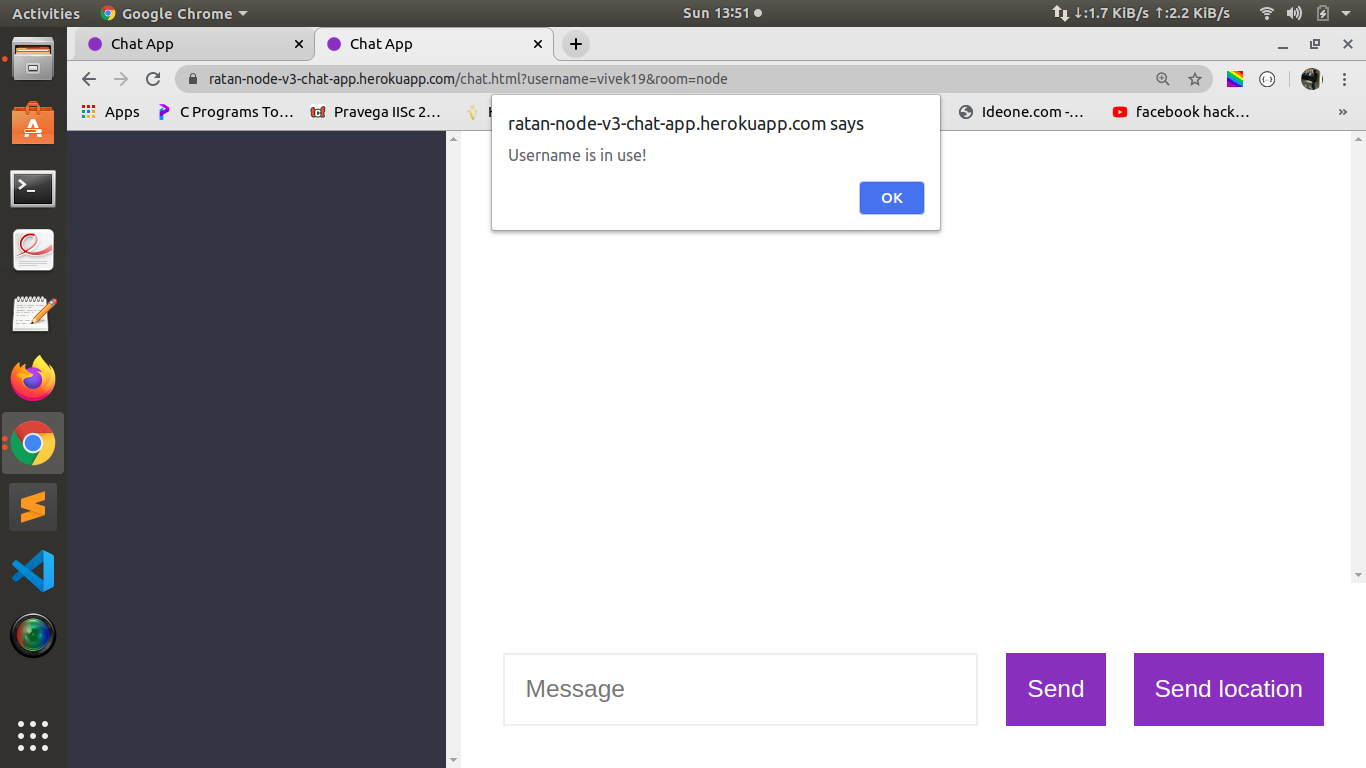 Activities Google Chrome Sun 13:51 ↓:1.7 KiB/s ↑:2.2 KiB/s
Chat App Chat App
ratan-node-v3-chat-app.herokuapp.com/chat.html?username=vivek19&room=node
Apps C Programs To… Pravega IISc 2… Ideone.com -… facebook hack… »
ratan-node-v3-chat-app.herokuapp.com says
Username is in use!
OK
Message Send Send location